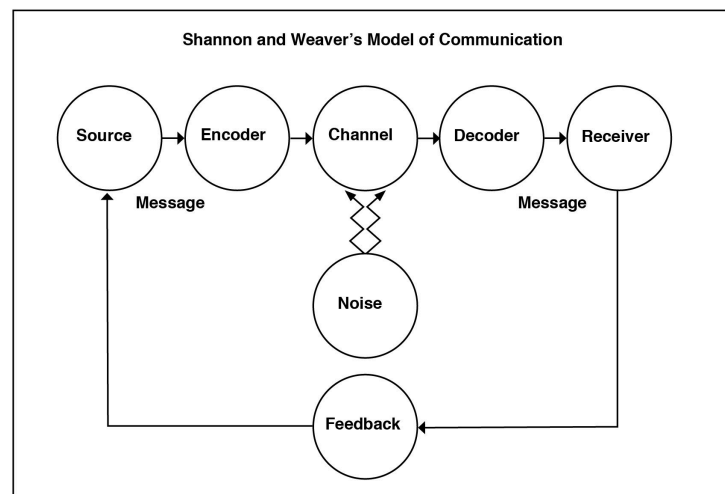 Shannon and Weaver's Model of Communication
Source
Encoder
Channel
Decoder
Receiver
Message
Message
Noise
Feedback